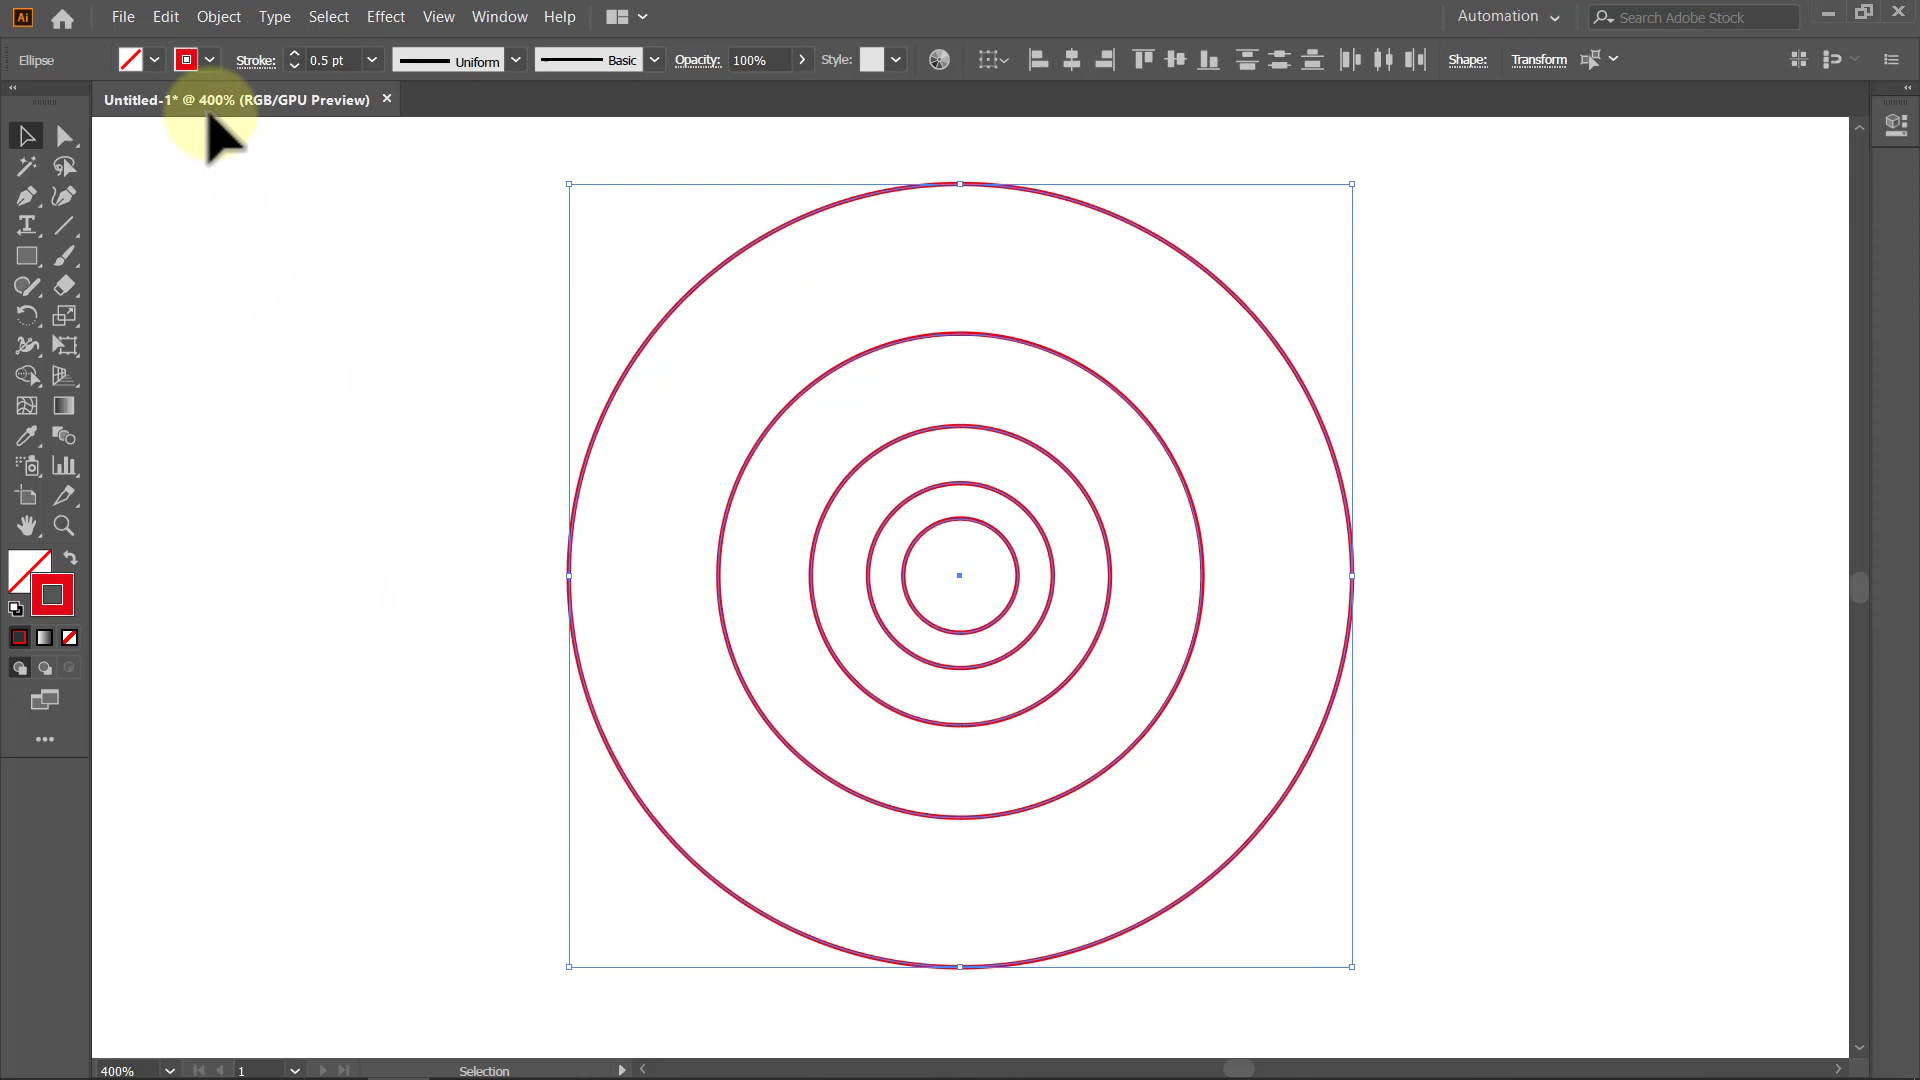 Ai File Edit Object Type Select Effect View Window Help Automation Search Adobe Stock
Ellipse Stroke: 0.5 pt Uniform Basic Opacity: 100% Style: Shape: Transform
Untitled-1* @ 400% (RGB/GPU Preview)
400% 1 Selection